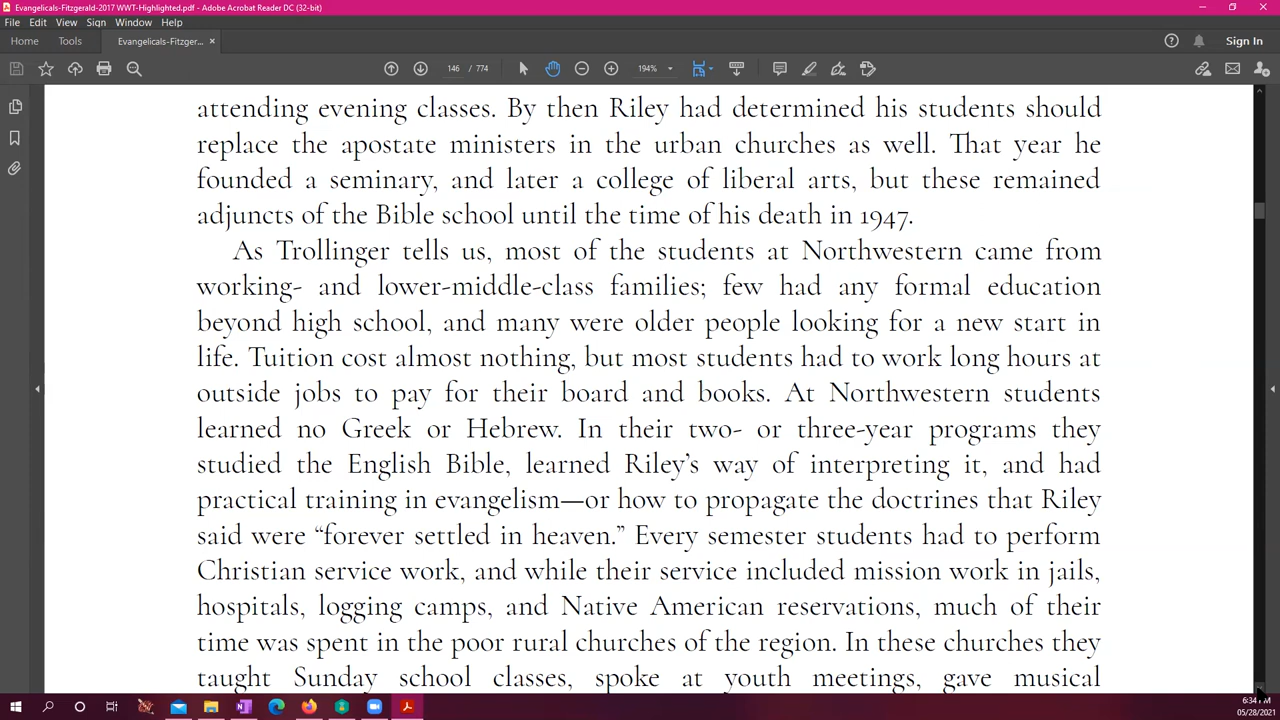 Evangelicals-Fitzgerald-2017 WWT-Highlighted.pdf - Adobe Acrobat Reader DC (32-bit)
File Edit View Sign Window Help
Home Tools Evangelicals-Fitzger... × Sign In
146 / 774 194%
attending evening classes. By then Riley had determined his students should
replace the apostate ministers in the urban churches as well. That year he
founded a seminary, and later a college of liberal arts, but these remained
adjuncts of the Bible school until the time of his death in 1947.
As Trollinger tells us, most of the students at Northwestern came from
working- and lower-middle-class families; few had any formal education
beyond high school, and many were older people looking for a new start in
life. Tuition cost almost nothing, but most students had to work long hours at
outside jobs to pay for their board and books. At Northwestern students
learned no Greek or Hebrew. In their two- or three-year programs they
studied the English Bible, learned Riley’s way of interpreting it, and had
practical training in evangelism—or how to propagate the doctrines that Riley
said were “forever settled in heaven.” Every semester students had to perform
Christian service work, and while their service included mission work in jails,
hospitals, logging camps, and Native American reservations, much of their
time was spent in the poor rural churches of the region. In these churches they
taught Sunday school classes, spoke at youth meetings, gave musical
6:34 PM
05/28/2021